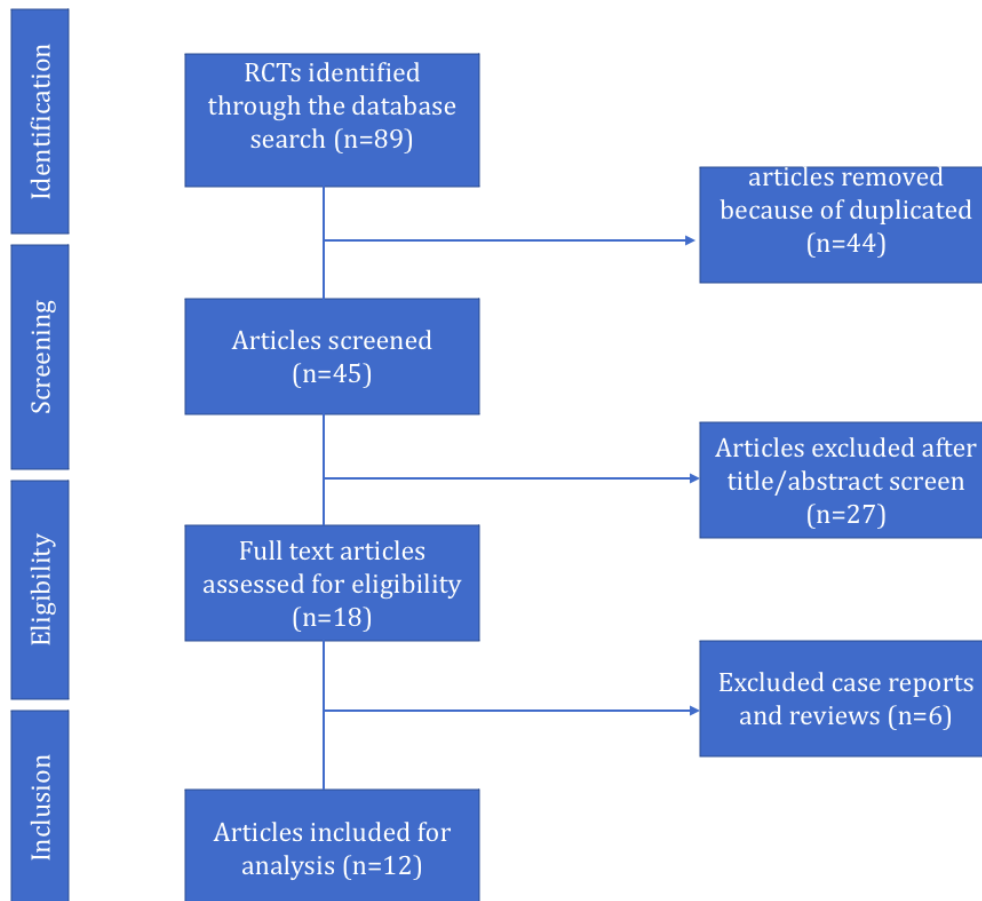 Identification
RCTs identified
through the database
search (n=89)
articles removed
because of duplicated
(n=44)
Screening
Articles screened
(n=45)
Articles excluded after
title/abstract screen
(n=27)
Eligibility
Full text articles
assessed for eligibility
(n=18)
Excluded case reports
and reviews (n=6)
Inclusion
Articles included for
analysis (n=12)